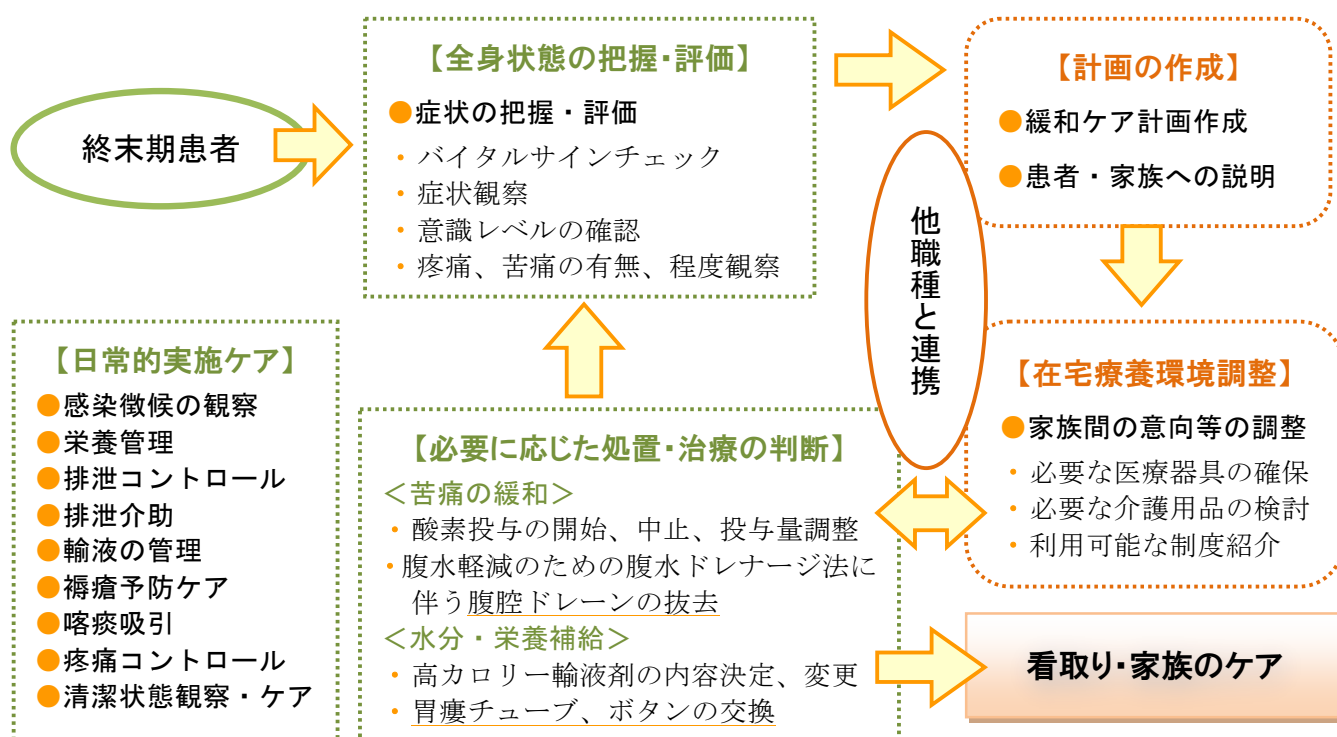 終末期患者
【全身状態の把握・評価】
●症状の把握・評価
・バイタルサインチェック
・症状観察
・意識レベルの確認
・疼痛、苦痛の有無、程度観察
【計画の作成】
●緩和ケア計画作成
●患者・家族への説明
他職種と連携
【在宅療養環境調整】
●家族間の意向等の調整
・必要な医療器具の確保
・必要な介護用品の検討
・利用可能な制度紹介
【日常的実施ケア】
●感染徴候の観察
●栄養管理
●排泄コントロール
●排泄介助
●輸液の管理
●褥瘡予防ケア
●喀痰吸引
●疼痛コントロール
●清潔状態観察・ケア
【必要に応じた処置・治療の判断】
＜苦痛の緩和＞
・酸素投与の開始、中止、投与量調整
・腹水軽減のための腹水ドレナージ法に
伴う腹腔ドレーンの抜去
＜水分・栄養補給＞
・高カロリー輸液剤の内容決定、変更
・胃瘻チューブ、ボタンの交換
看取り・家族のケア